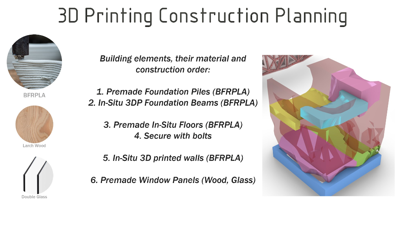 3D Printing Construction Planning
Building elements, their material and
construction order:
1. Premade Foundation Piles (BFRPLA)
2. In-Situ 3DP Foundation Beams (BFRPLA)
3. Premade In-Situ Floors (BFRPLA)
4. Secure with bolts
5. In-Situ 3D printed walls (BFRPLA)
6. Premade Window Panels (Wood, Glass)
BFRPLA
Larch Wood
Double Glass